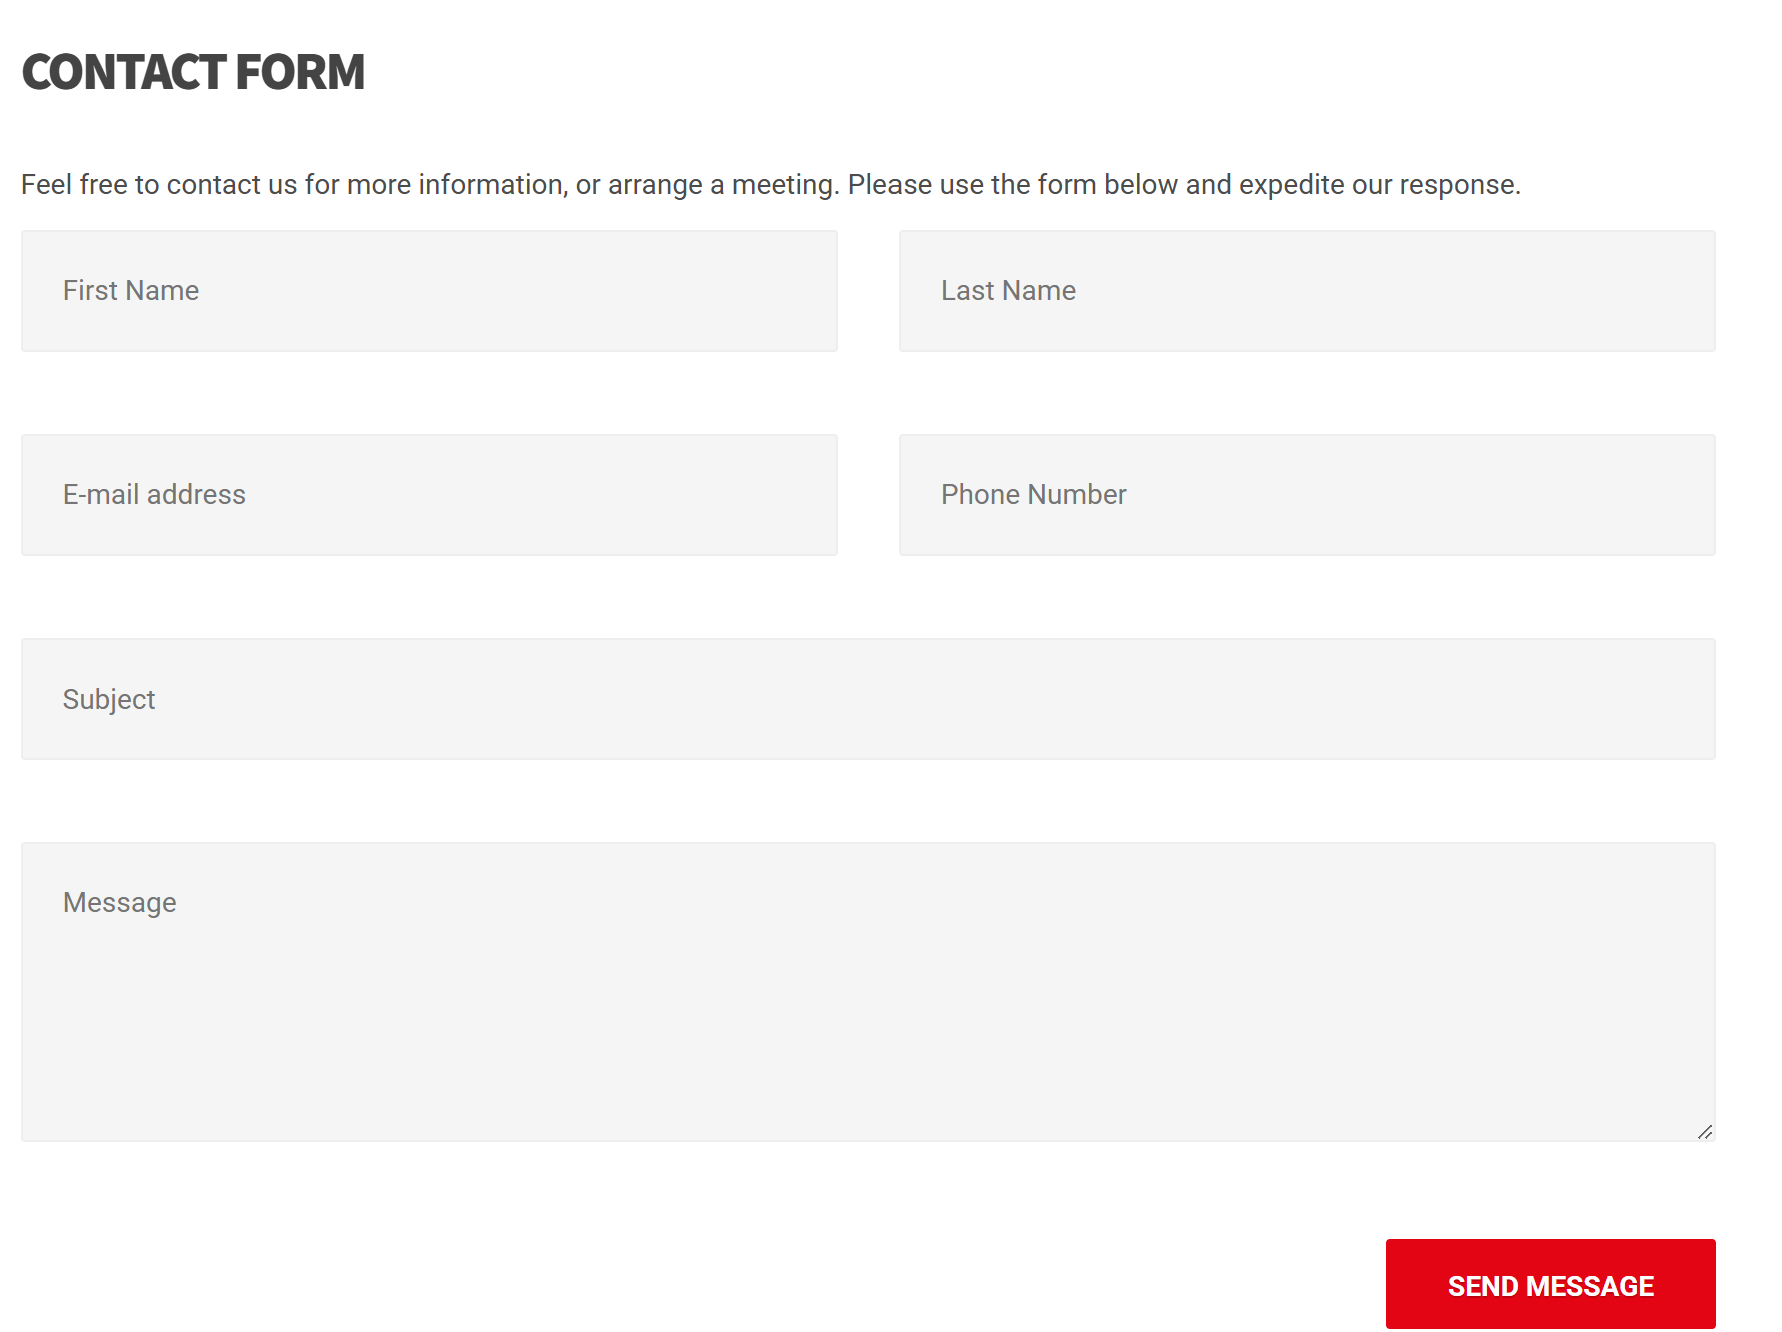 CONTACT FORM
Feel free to contact us for more information, or arrange a meeting. Please use the form below and expedite our response.
First Name
Last Name
E-mail address
Phone Number
Subject
Message
SEND MESSAGE